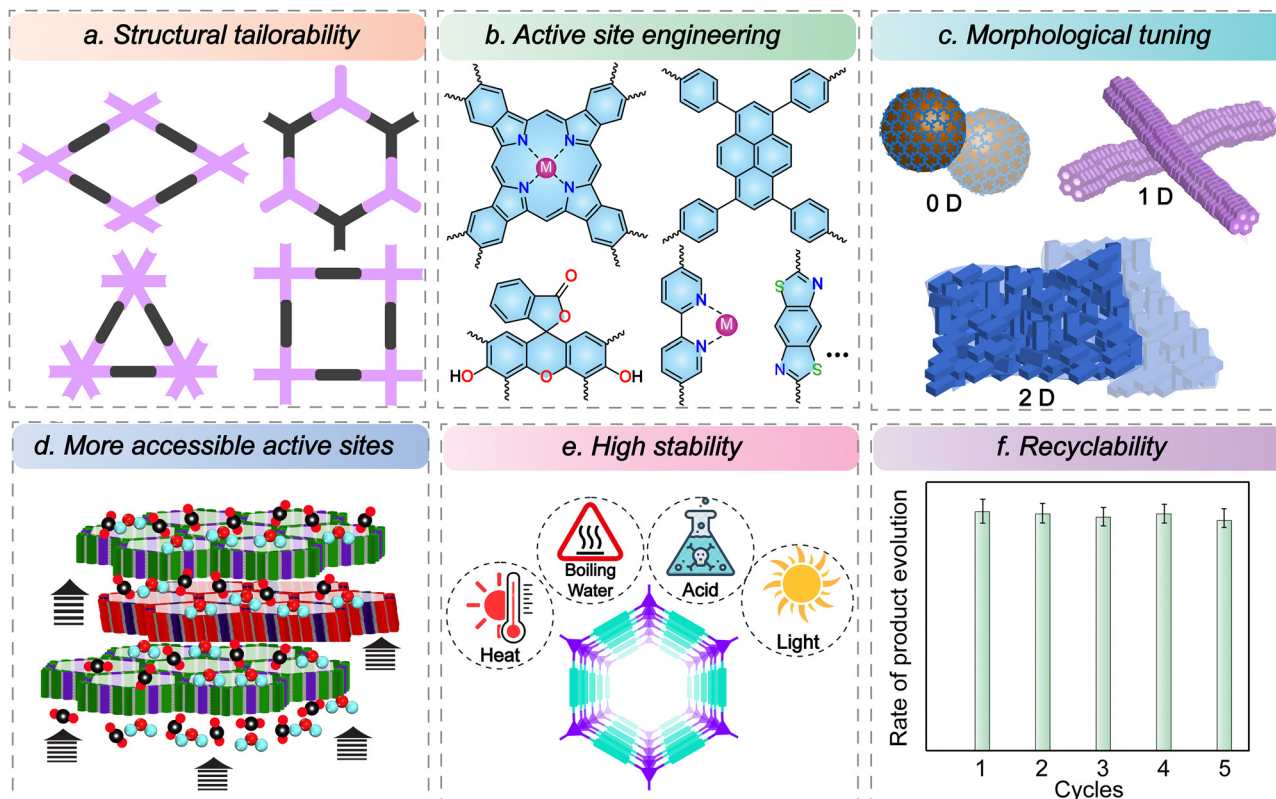 a. Structural tailorability
b. Active site engineering
N
N
M
N
N
O
O
HO
O
OH
N
M
N
S
N
N
S
...
c. Morphological tuning
0 D
1 D
2 D
d. More accessible active sites
e. High stability
Heat
Boiling
Water
Acid
Light
f. Recyclability
Rate of product evolution
1 2 3 4 5
Cycles